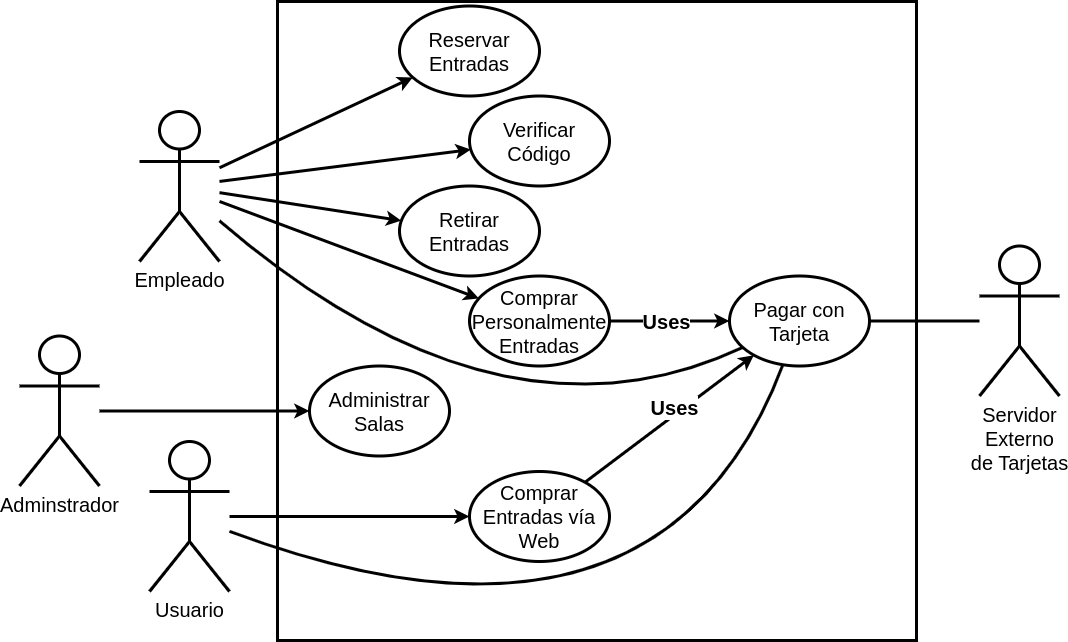 Reservar
Entradas
Verificar
Código
Empleado
Retirar
Entradas
Comprar
Personalmente
Entradas
Uses
Pagar con
Tarjeta
Administrar
Salas
Uses
Servidor
Externo
de Tarjetas
Adminstrador
Comprar
Entradas vía
Web
Usuario